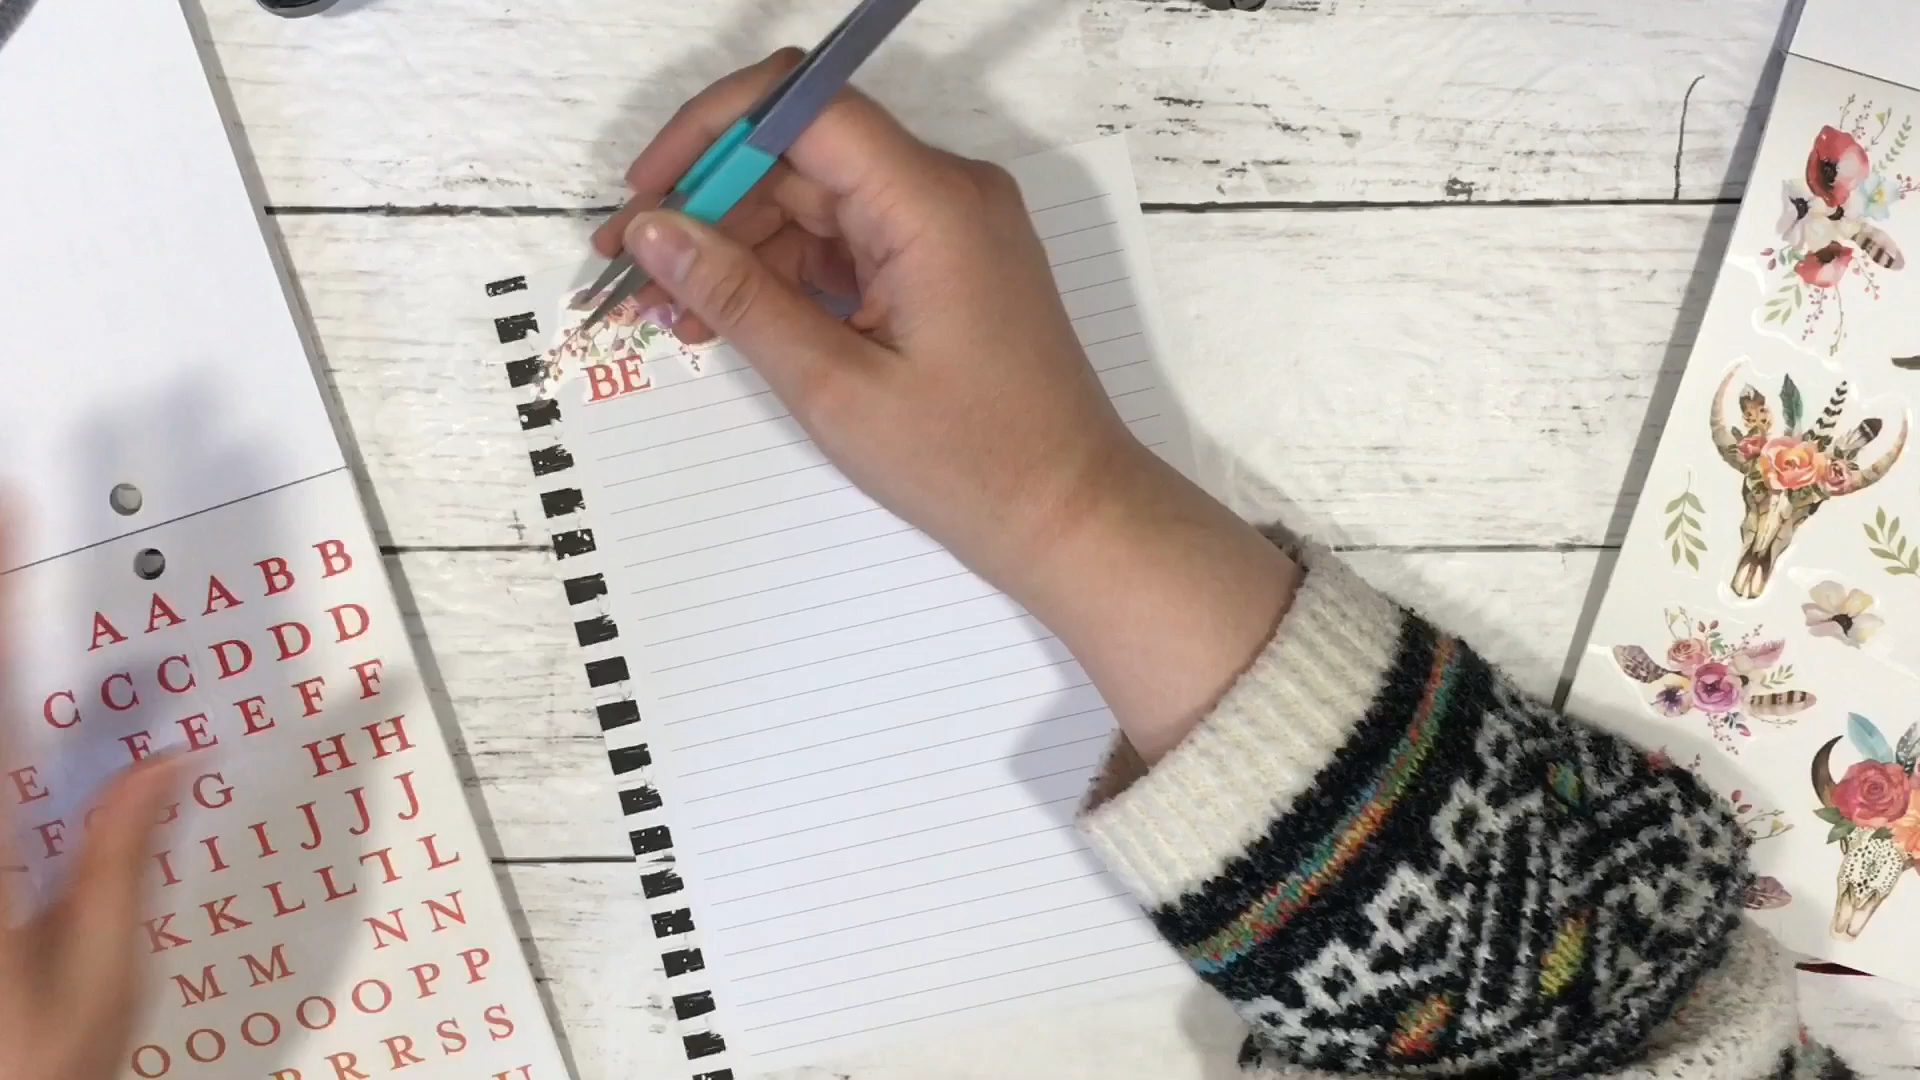 BE
A A A B B
C C C D D D
E E E E F F
F G G H H
I I I J J J
K K L L L L
M M N N
O O O O O P P
R R S S
U